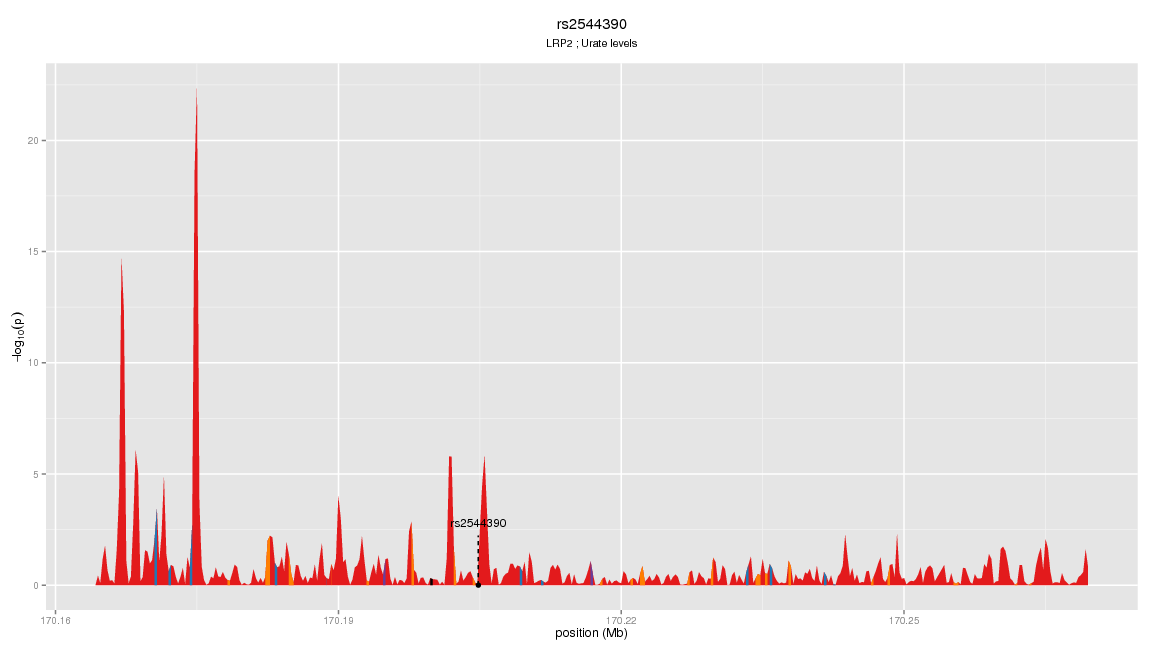 rs2544390
LRP2 ; Urate levels
20
15
10
5
0
−log10(p)
rs2544390
170.16
170.19
170.22
170.25
position (Mb)